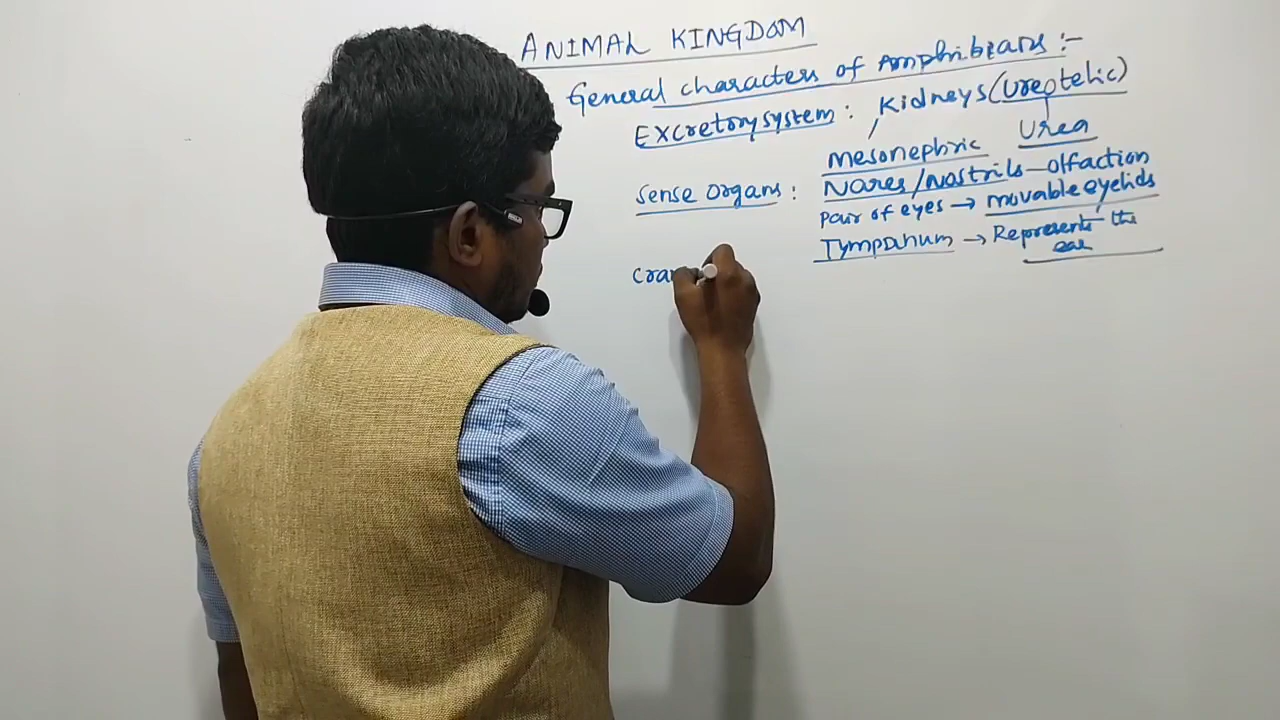 ANIMAL KINGDOM
General characters of Amphibians :-
Excretory system : Kidneys (Ureotelic)
Mesonephric Urea
Sense organs : Nares/Nostrils - olfaction
Pair of eyes → movable eyelids
Tympanum → Represents the
ear
Cra